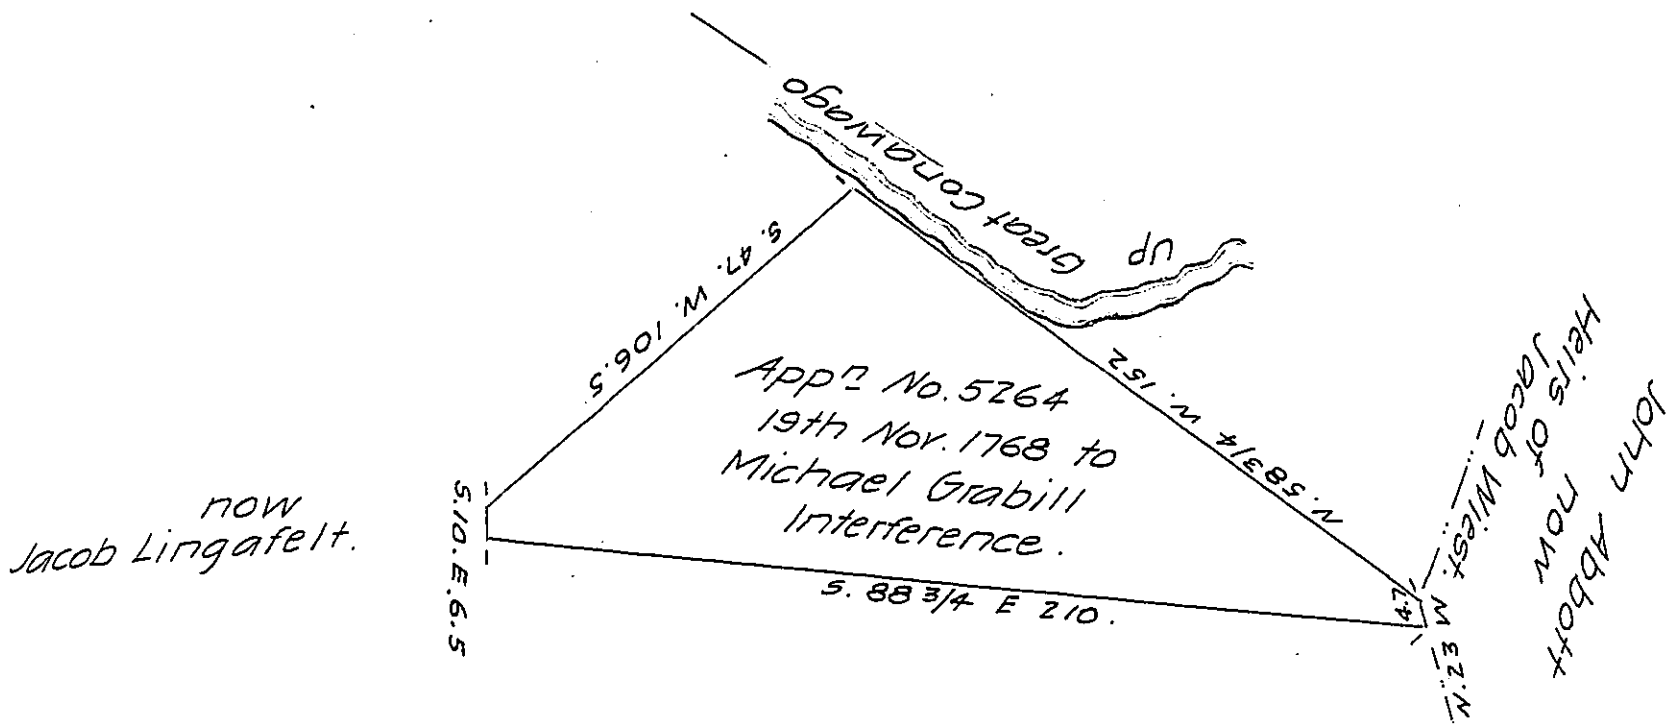 Great Conawago
up
S. 47. W. 106.5
App.n No. 5264
19th Nov. 1768 to
Michael Grabill
Interference.
N. 58 3/4 W. 152
Heirs of
Jacob Wiest.
now
John Abbott
now
Jacob Lingafelt.
S. 10. E. 6.5
S. 88 3/4 E 210.
4.7
N. 23 W